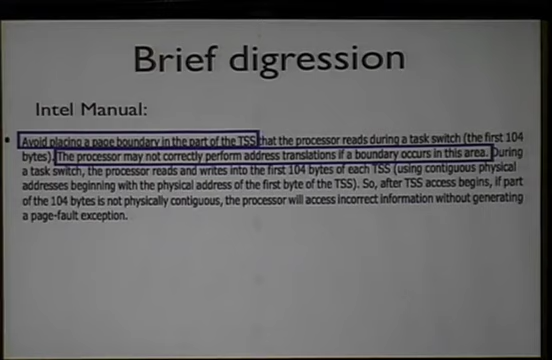 Brief digression
Intel Manual:
• Avoid placing a page boundary in the part of the TSS that the processor reads during a task switch (the first 104
bytes). The processor may not correctly perform address translations if a boundary occurs in this area. During
a task switch, the processor reads and writes into the first 104 bytes of each TSS (using contiguous physical
addresses beginning with the physical address of the first byte of the TSS). So, after TSS access begins, if part
of the 104 bytes is not physically contiguous, the processor will access incorrect information without generating
a page-fault exception.